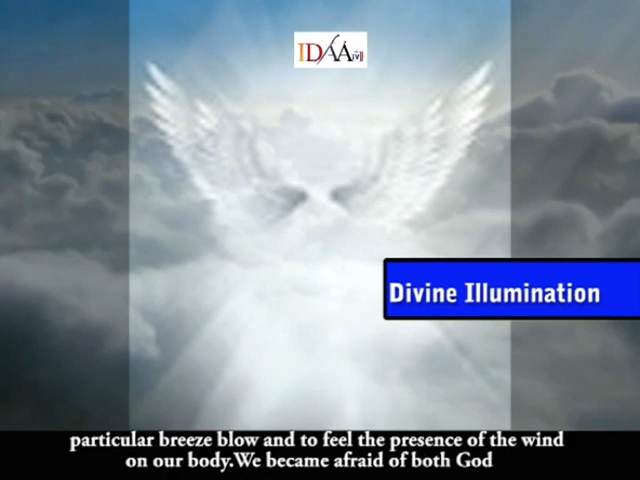 IDAA
Divine Illumination
particular breeze blow and to feel the presence of the wind
on our body.We became afraid of both God